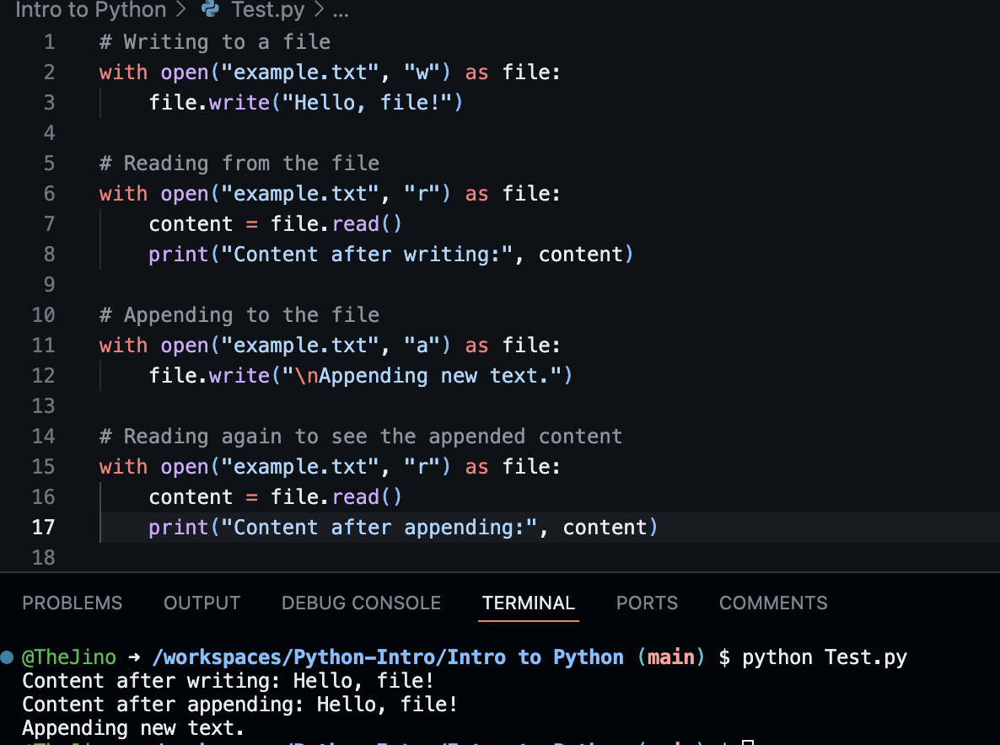 Intro to Python > Test.py > ...
1 # Writing to a file
2 with open("example.txt", "w") as file:
3     file.write("Hello, file!")
4
5 # Reading from the file
6 with open("example.txt", "r") as file:
7     content = file.read()
8     print("Content after writing:", content)
9
10 # Appending to the file
11 with open("example.txt", "a") as file:
12     file.write("\nAppending new text.")
13
14 # Reading again to see the appended content
15 with open("example.txt", "r") as file:
16     content = file.read()
17     print("Content after appending:", content)
18
PROBLEMS OUTPUT DEBUG CONSOLE TERMINAL PORTS COMMENTS
@TheJino ➜ /workspaces/Python-Intro/Intro to Python (main) $ python Test.py
Content after writing: Hello, file!
Content after appending: Hello, file!
Appending new text.